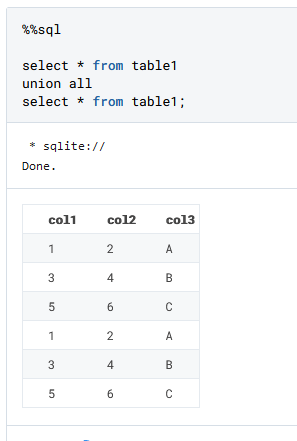 %%sql
select * from table1
union all
select * from table1;
* sqlite://
Done.
col1 col2 col3
1 2 A
3 4 B
5 6 C
1 2 A
3 4 B
5 6 C